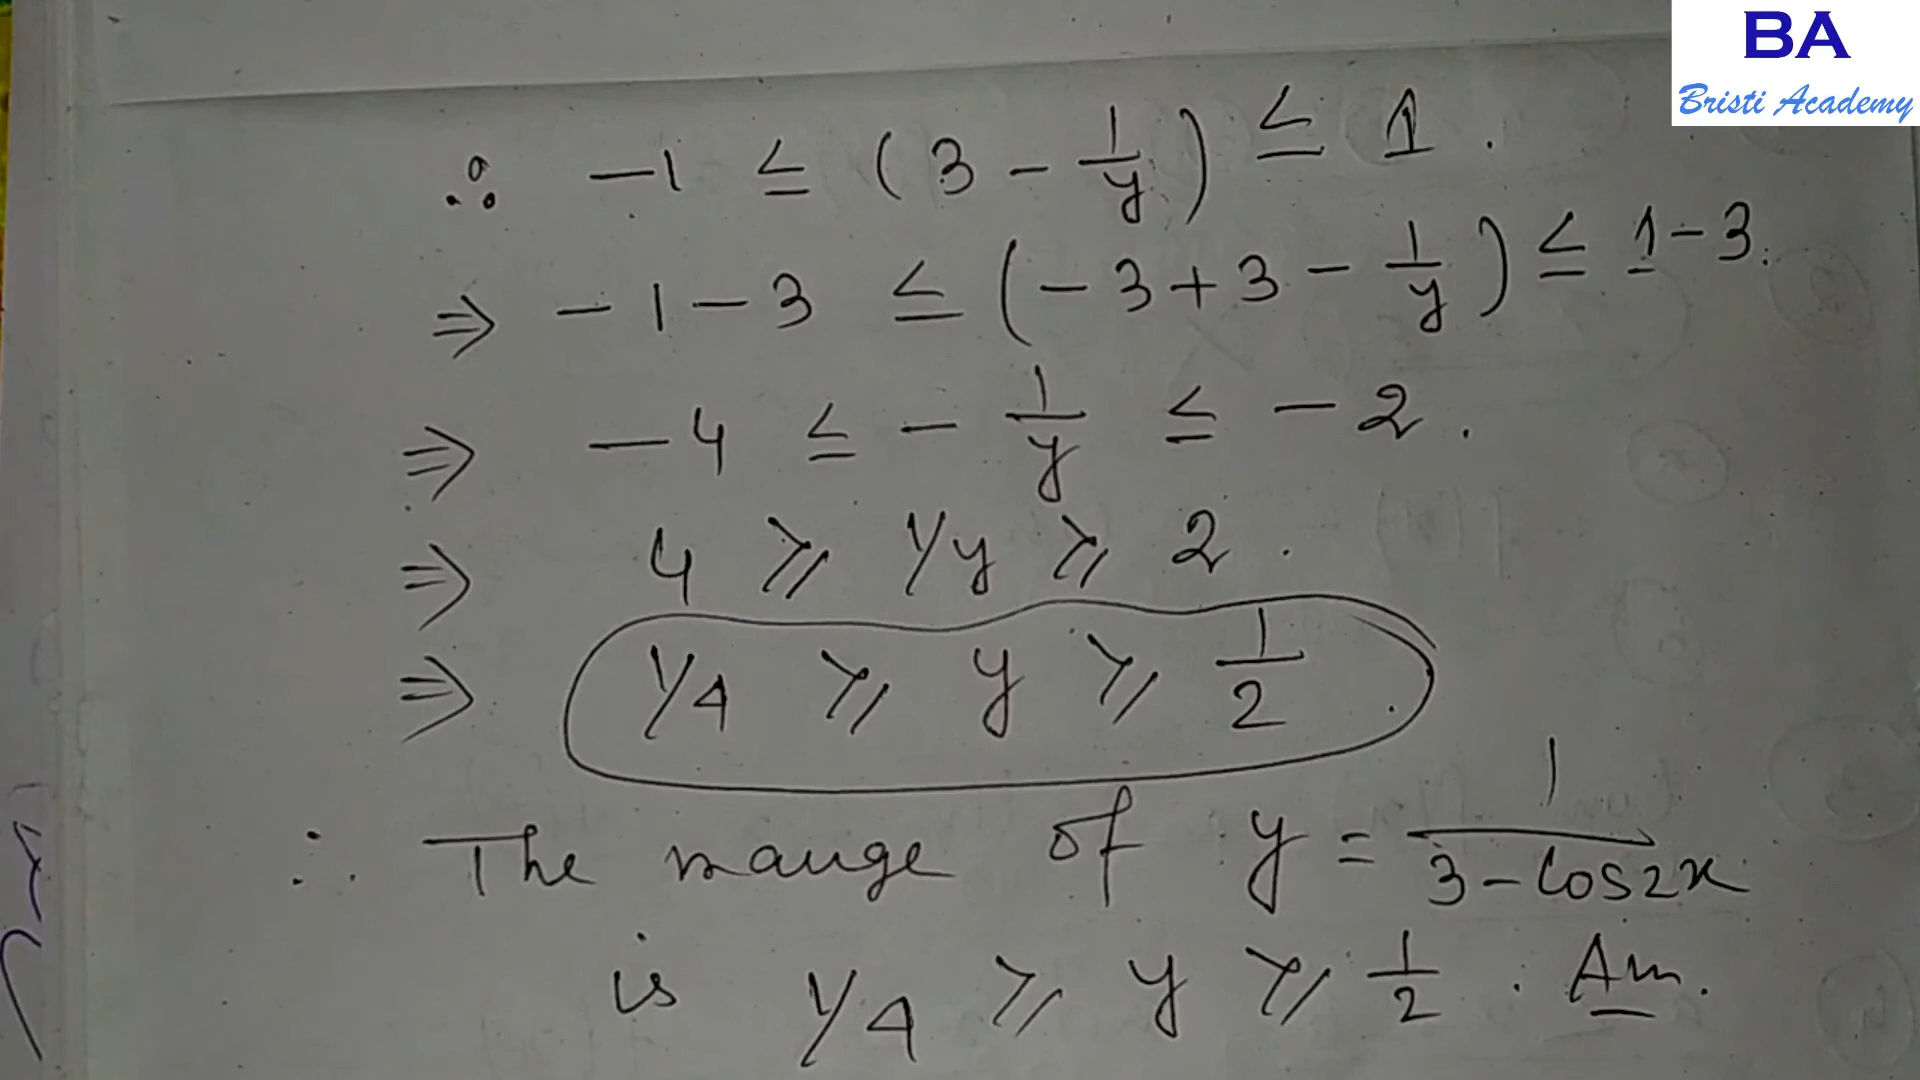 BA
Bristi Academy
∴ -1 ≤ (3 - 1/y) ≤ 1.
⇒ -1-3 ≤ (-3+3 - 1/y) ≤ 1-3.
⇒ -4 ≤ - 1/y ≤ -2.
⇒ 4 ≥ 1/y ≥ 2.
⇒ 1/4 ≥ y ≥ 1/2.
∴ The range of y = 1/(3-cos2x)
is 1/4 ≥ y ≥ 1/2. Ans.